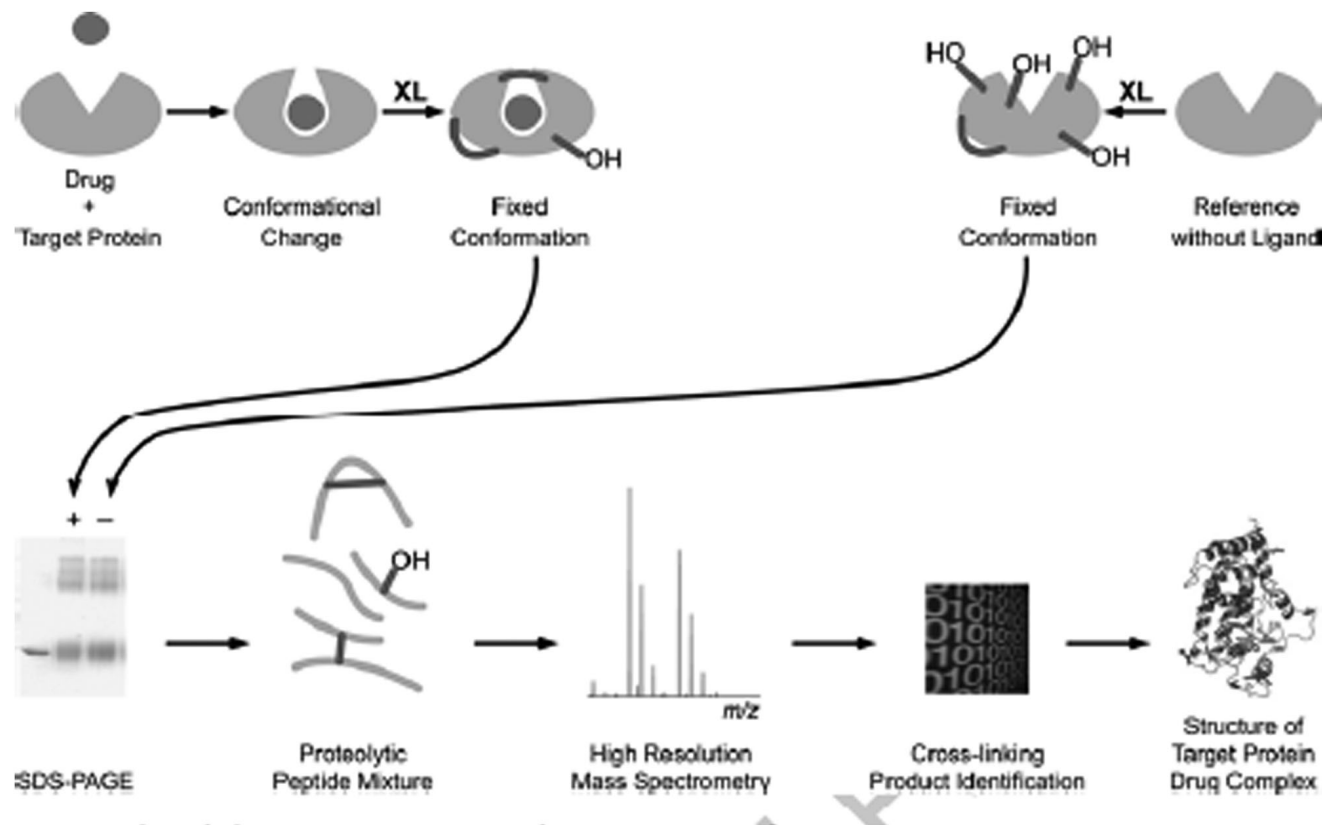 HO
OH
OH
XL
XL
OH
OH
Drug
+
Target Protein
Conformational
Change
Fixed
Conformation
Fixed
Conformation
Reference
without Ligand
+ −
OH
m/z
010101
010101
SDS-PAGE
Proteolytic
Peptide Mixture
High Resolution
Mass Spectrometry
Cross-linking
Product Identification
Structure of
Target Protein
Drug Complex